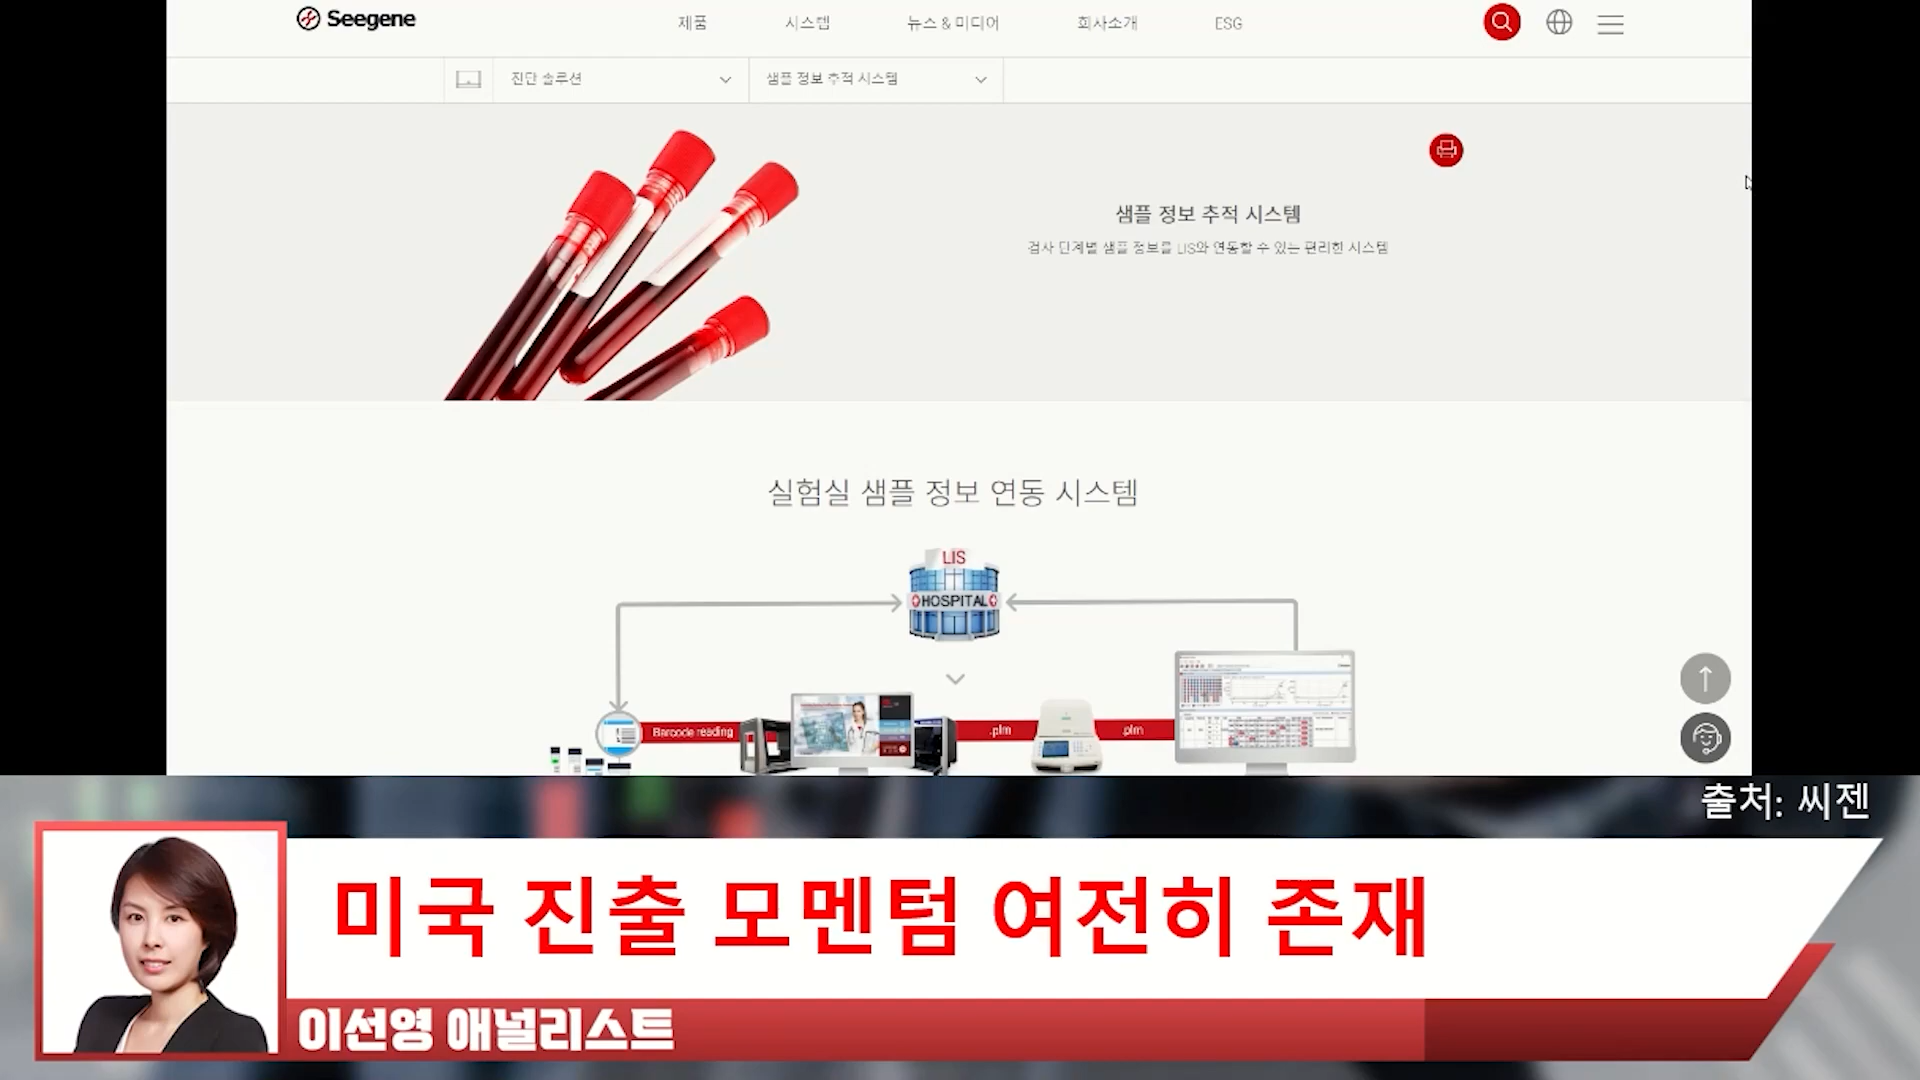 Seegene
제품 시스템 뉴스 & 미디어 회사소개 ESG
진단 솔루션 샘플 정보 추적 시스템
샘플 정보 추적 시스템
검사 단계별 샘플 정보를 LIS와 연동할 수 있는 편리한 시스템
실험실 샘플 정보 연동 시스템
LIS
HOSPITAL
Barcode reading .plm .plm
출처: 씨젠
미국 진출 모멘텀 여전히 존재
이선영 애널리스트